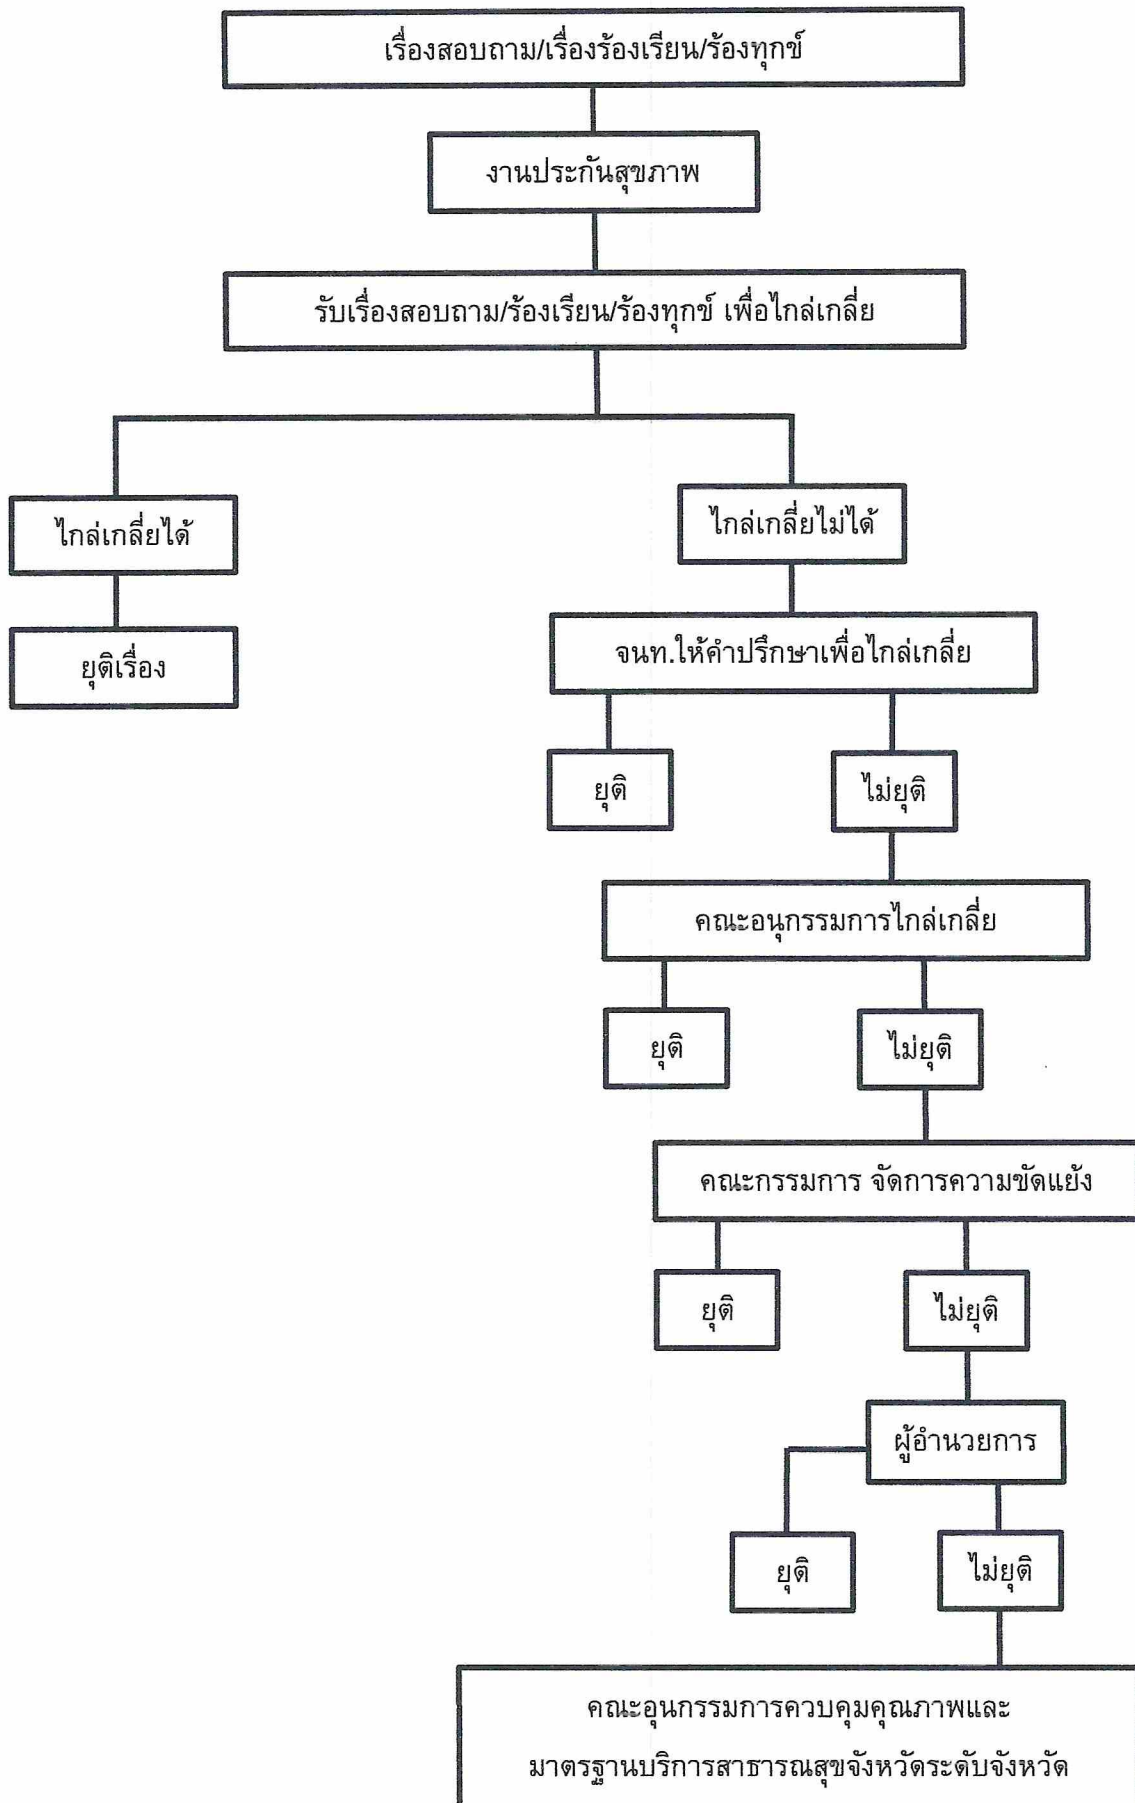 เรื่องสอบถาม/เรื่องร้องเรียน/ร้องทุกข์
งานประกันสุขภาพ
รับเรื่องสอบถาม/ร้องเรียน/ร้องทุกข์ เพื่อไกล่เกลี่ย
ไกล่เกลี่ยได้
ไกล่เกลี่ยไม่ได้
ยุติเรื่อง
จนท.ให้คำปรึกษาเพื่อไกล่เกลี่ย
ยุติ
ไม่ยุติ
คณะอนุกรรมการไกล่เกลี่ย
ยุติ
ไม่ยุติ
คณะกรรมการ จัดการความขัดแย้ง
ยุติ
ไม่ยุติ
ผู้อำนวยการ
ยุติ
ไม่ยุติ
คณะอุนกรรมการควบคุมคุณภาพและ
มาตรฐานบริการสาธารณสุขจังหวัดระดับจังหวัด